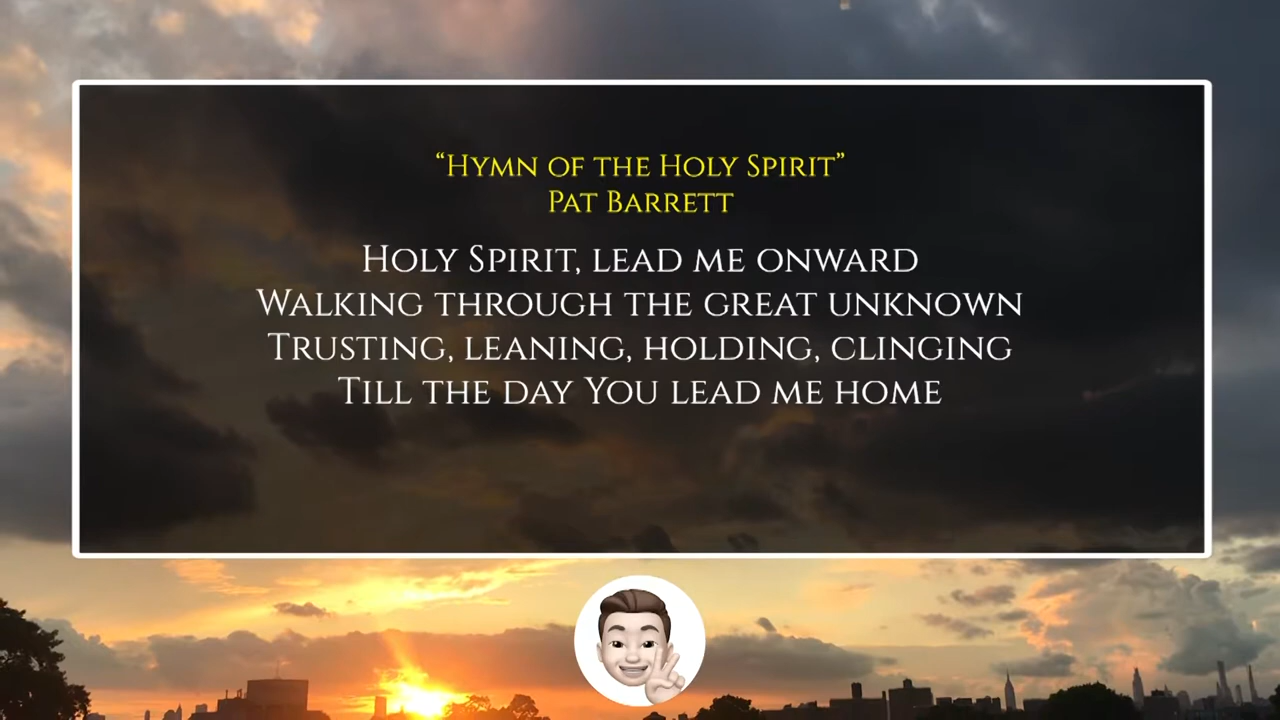 “Hymn of the Holy Spirit”
Pat Barrett
Holy Spirit, lead me onward
Walking through the great unknown
Trusting, leaning, holding, clinging
Till the day You lead me home